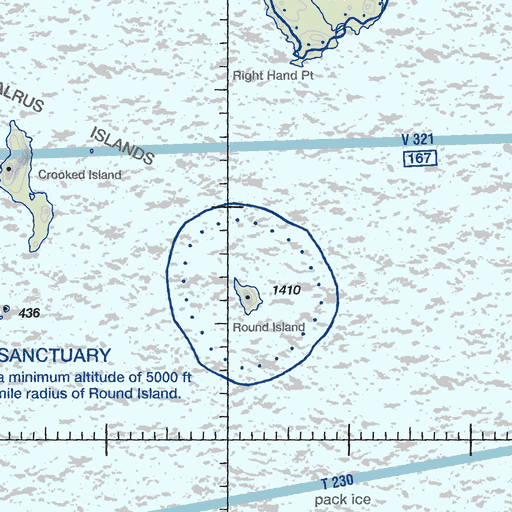 Right Hand Pt
ALRUS
ISLANDS
V 321
167
Crooked Island
1410
436
Round Island
SANCTUARY
a minimum altitude of 5000 ft
mile radius of Round Island.
T 230
pack ice